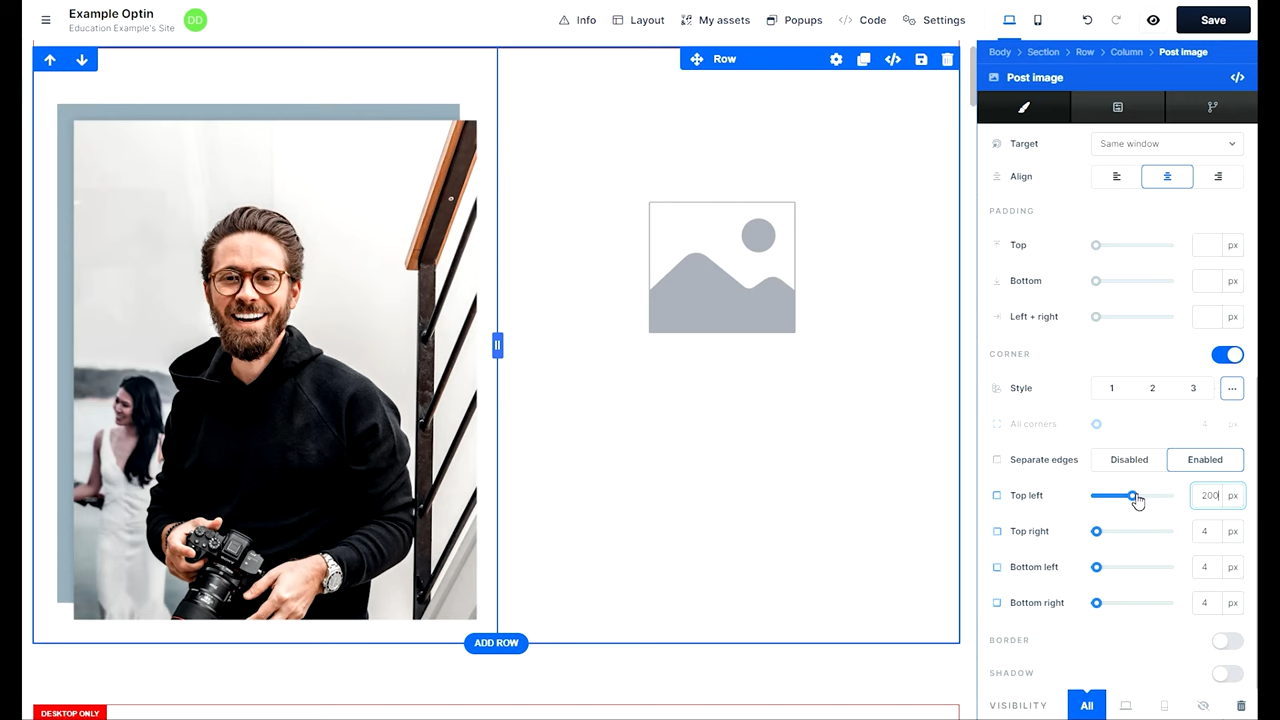 Example Optin
Education Example's Site
DD
Info
Layout
My assets
Popups
Code
Settings
Save
Row
Body > Section > Row > Column > Post image
Post image
Target
Same window
Align
PADDING
Top
px
Bottom
px
Left + right
px
CORNER
Style
1 2 3 ...
All corners
4 px
Separate edges
Disabled
Enabled
Top left
200 px
Top right
4 px
Bottom left
4 px
Bottom right
4 px
BORDER
SHADOW
VISIBILITY
All
ADD ROW
DESKTOP ONLY